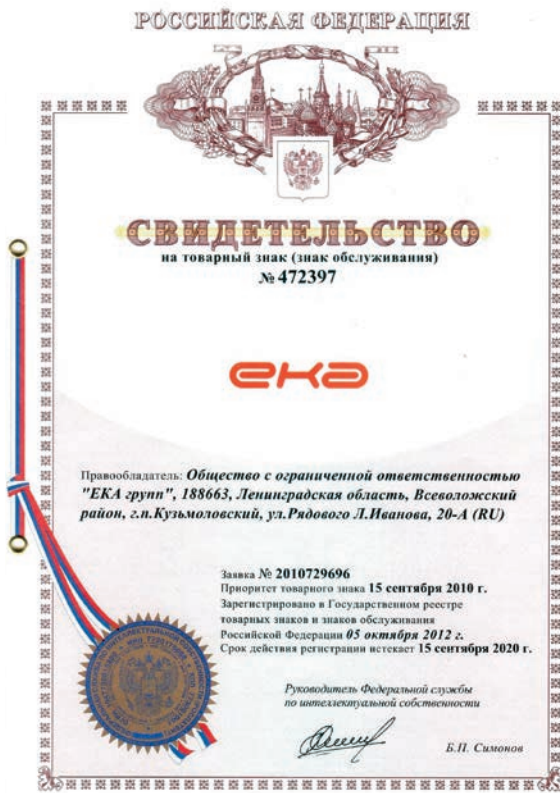 РОССИЙСКАЯ ФЕДЕРАЦИЯ
СВИДЕТЕЛЬСТВО
на товарный знак (знак обслуживания)
№ 472397
ека
Правообладатель: Общество с ограниченной ответственностью
"ЕКА групп", 188663, Ленинградская область, Всеволожсский
район, г.п.Кузьмоловский, ул.Рядового Л.Иванова, 20-А (RU)
Заявка № 2010729696
Приоритет товарного знака 15 сентября 2010 г.
Зарегистрировано в Государственном реестре
товарных знаков и знаков обслуживания
Российской Федерации 05 октября 2012 г.
Срок действия регистрации истекает 15 сентября 2020 г.
Руководитель Федеральной службы
по интеллектуальной собственности
Б.П. Симонов